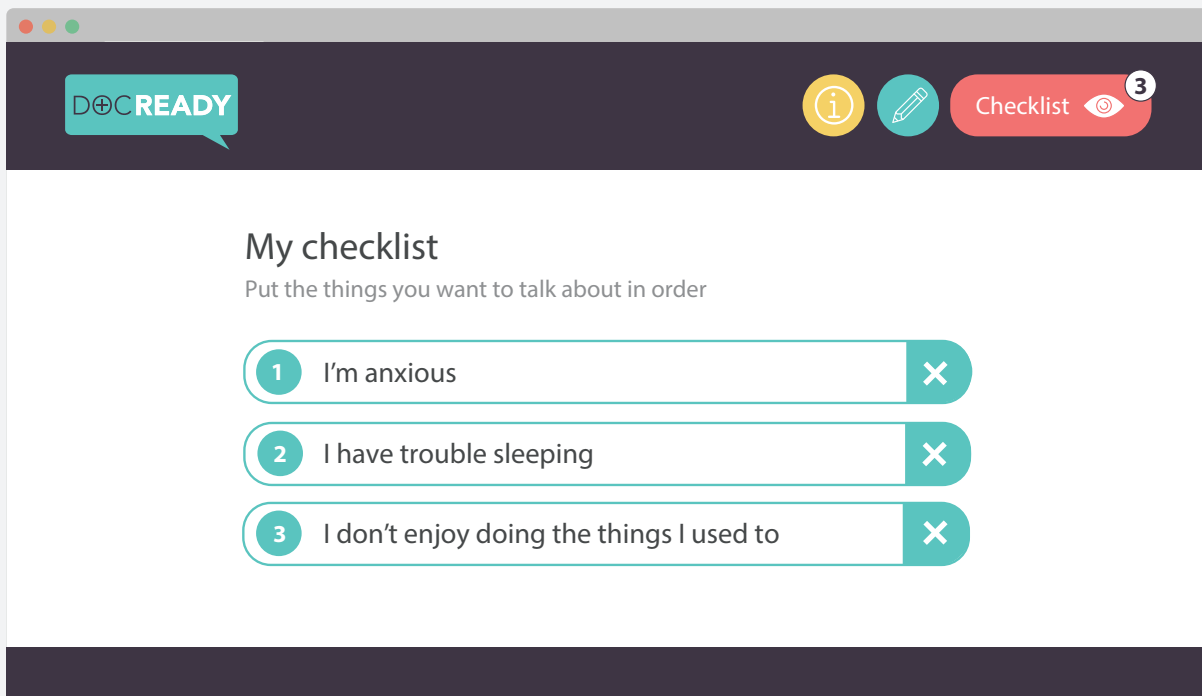 DOCREADY
Checklist
3
My checklist
Put the things you want to talk about in order
1 I’m anxious
2 I have trouble sleeping
3 I don’t enjoy doing the things I used to